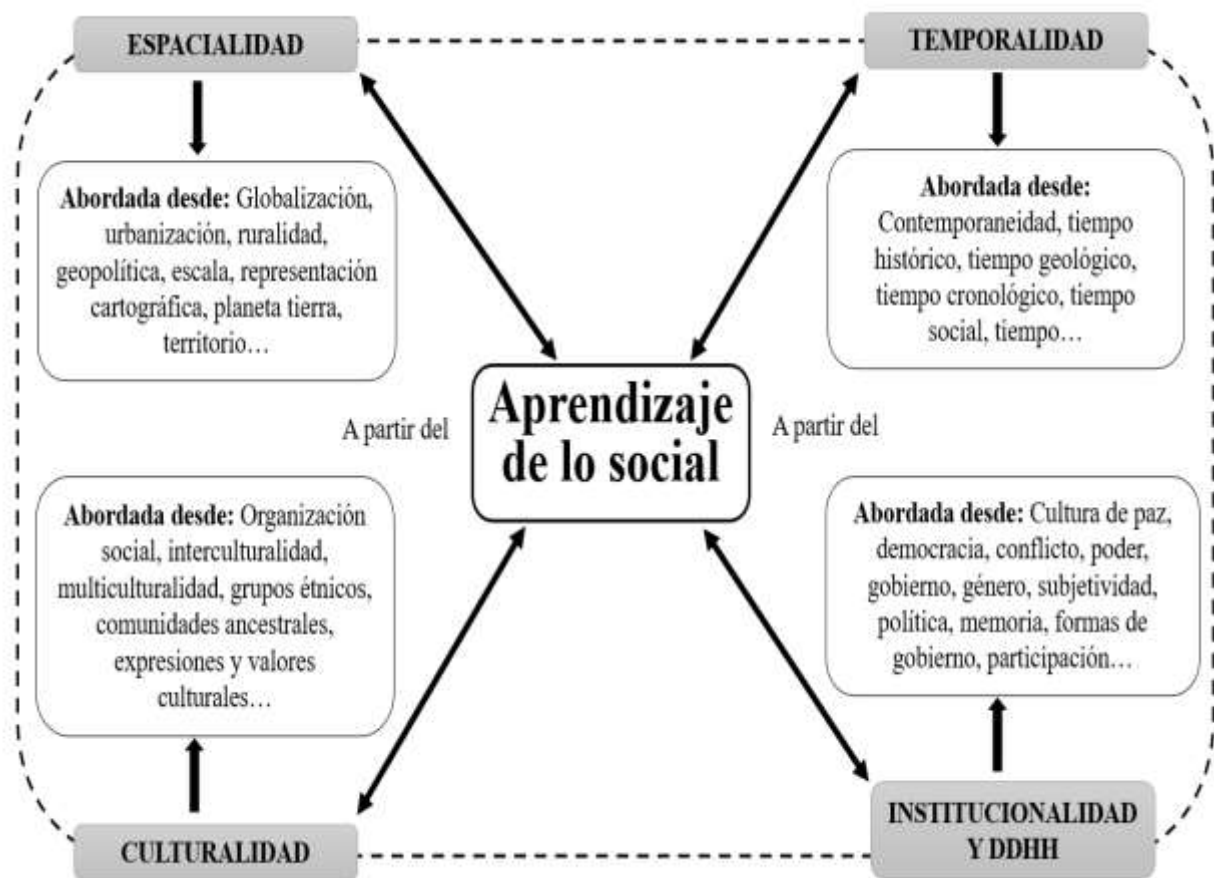 ESPACIALIDAD
TEMPORALIDAD
Abordada desde: Globalización,
urbanización, ruralidad,
geopolítica, escala, representación
cartográfica, planeta tierra,
territorio…
Abordada desde:
Contemporaneidad, tiempo
histórico, tiempo geológico,
tiempo cronológico, tiempo
social, tiempo…
A partir del
Aprendizaje
de lo social
A partir del
Abordada desde: Organización
social, interculturalidad,
multiculturalidad, grupos étnicos,
comunidades ancestrales,
expresiones y valores
culturales…
Abordada desde: Cultura de paz,
democracia, conflicto, poder,
gobierno, género, subjetividad,
política, memoria, formas de
gobierno, participación…
CULTURALIDAD
INSTITUCIONALIDAD
Y DDHH